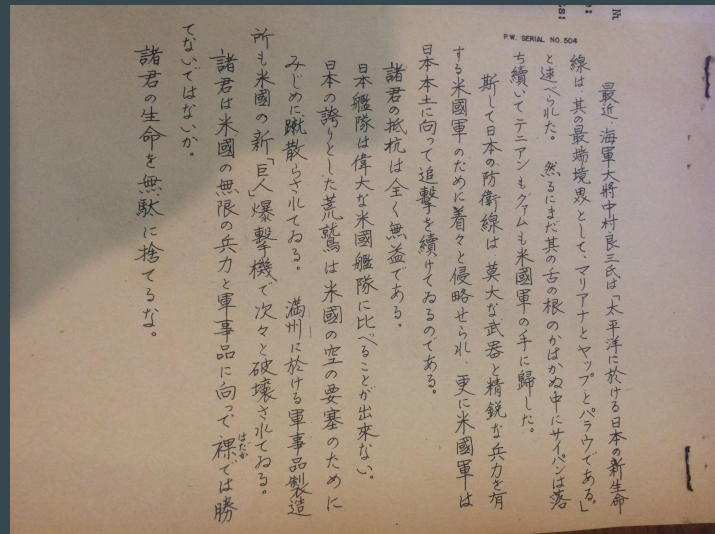 P.W. SERIAL NO. 504
最近、海軍大將中村良三氏は「太平洋に於ける日本の新生命
線は、其の最端境界として、マリアナとヤップとパラウである。」
と速べられた。 然るにまだ其の舌の根のかはかぬ中にサイパンは落
ち續いてテニアンもグァムも米國軍の手に歸した。
斯して日本の防衛線は莫大な武器と精鋭な兵力を有
する米國軍のために着々と侵略せられ、更に米國軍は
日本本土に向って追撃を續けてゐるのである。
諸君の抵抗は全く無益である。
日本艦隊は偉大な米國艦隊に比べることが出來ない。
日本の誇りとした荒鷲は米國の空の要塞のために
みじめに蹴散らされてゐる。 満州に於ける軍事品製造
所も米國の新「巨人」爆撃機で次々と破壊されてゐる。
諸君は米國の無限の兵力と軍事品に向って裸では勝
はだか
てないではないか。
諸君の生命を無駄に捨てるな。